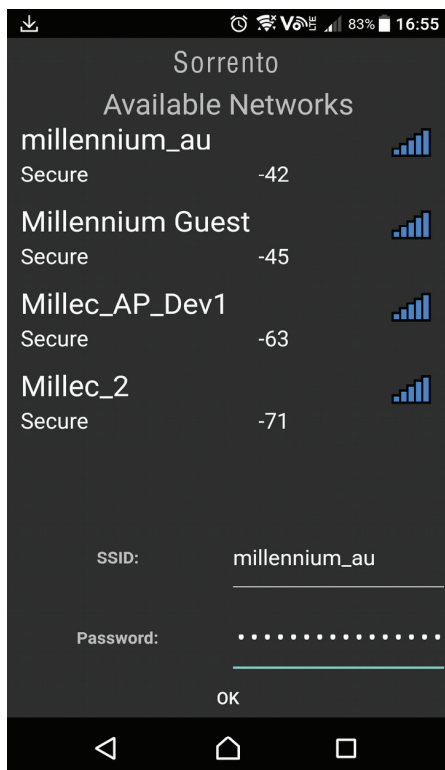 VoLTE 83% 16:55
Sorrento
Available Networks
millennium_au
Secure -42
Millennium Guest
Secure -45
Millec_AP_Dev1
Secure -63
Millec_2
Secure -71
SSID: millennium_au
Password: ••••••••••••••••
OK